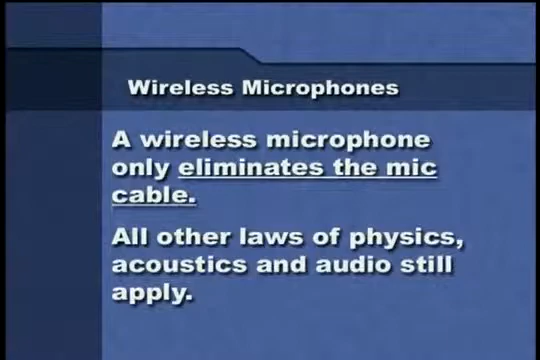 Wireless Microphones
A wireless microphone
only eliminates the mic
cable.
All other laws of physics,
acoustics and audio still
apply.